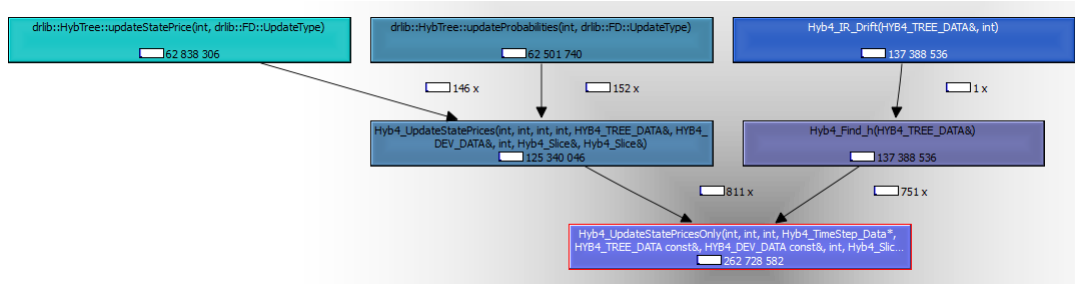 drlib::HybTree::updateStatePrice(int, drlib::FD::UpdateType)
62 838 306
drlib::HybTree::updateProbabilities(int, drlib::FD::UpdateType)
62 501 740
Hyb4_IR_Drift(HYB4_TREE_DATA&, int)
137 388 536
146 x
152 x
1 x
Hyb4_UpdateStatePrices(int, int, int, int, HYB4_TREE_DATA&, HYB4_
DEV_DATA&, int, Hyb4_Slice&, Hyb4_Slice&)
125 340 046
Hyb4_Find_h(HYB4_TREE_DATA&)
137 388 536
811 x
751 x
Hyb4_UpdateStatePricesOnly(int, int, int, Hyb4_TimeStep_Data*,
HYB4_TREE_DATA const&, HYB4_DEV_DATA const&, int, Hyb4_Slic...
262 728 582